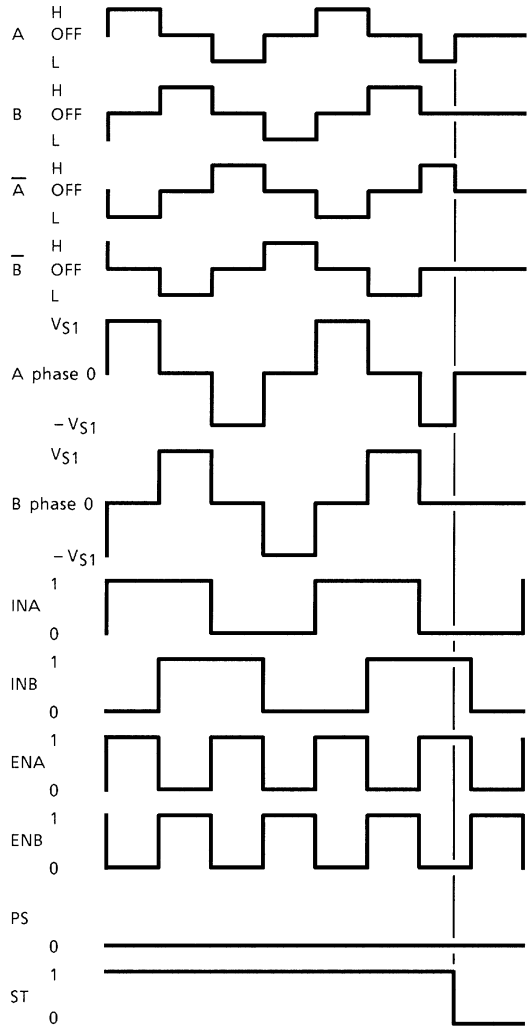 H
A OFF
L
H
B OFF
L
H
A̅ OFF
L
H
B̅ OFF
L
VS1
A phase 0
−VS1
VS1
B phase 0
−VS1
1
INA
0
1
INB
0
1
ENA
0
1
ENB
0
PS
0
1
ST
0